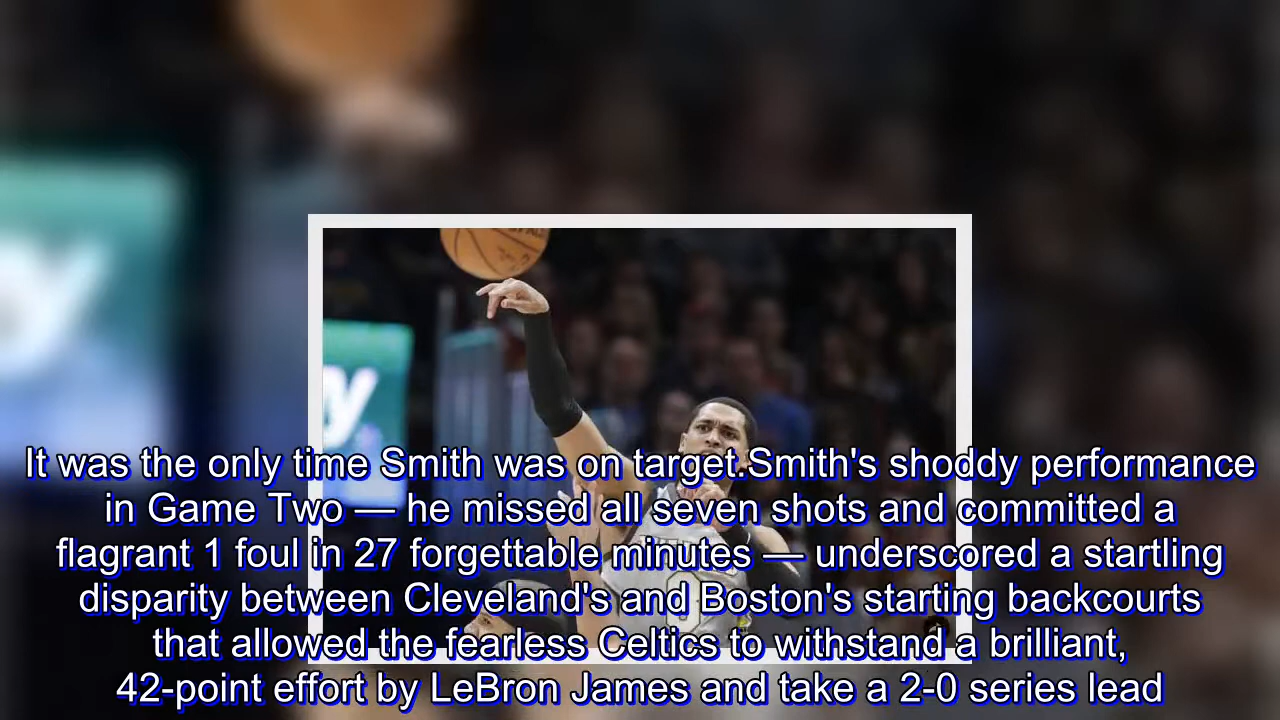 It was the only time Smith was on target.Smith's shoddy performance
in Game Two — he missed all seven shots and committed a
flagrant 1 foul in 27 forgettable minutes — underscored a startling
disparity between Cleveland's and Boston's starting backcourts
that allowed the fearless Celtics to withstand a brilliant,
42-point effort by LeBron James and take a 2-0 series lead